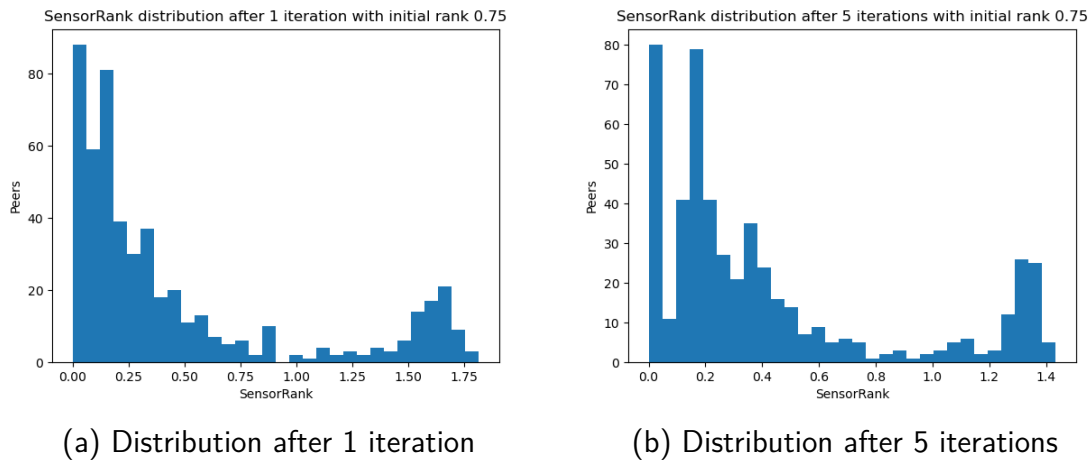 SensorRank distribution after 1 iteration with initial rank 0.75
80
60
40
20
0
Peers
0.00 0.25 0.50 0.75 1.00 1.25 1.50 1.75
SensorRank
(a) Distribution after 1 iteration
SensorRank distribution after 5 iterations with initial rank 0.75
80
70
60
50
40
30
20
10
0
Peers
0.0 0.2 0.4 0.6 0.8 1.0 1.2 1.4
SensorRank
(b) Distribution after 5 iterations